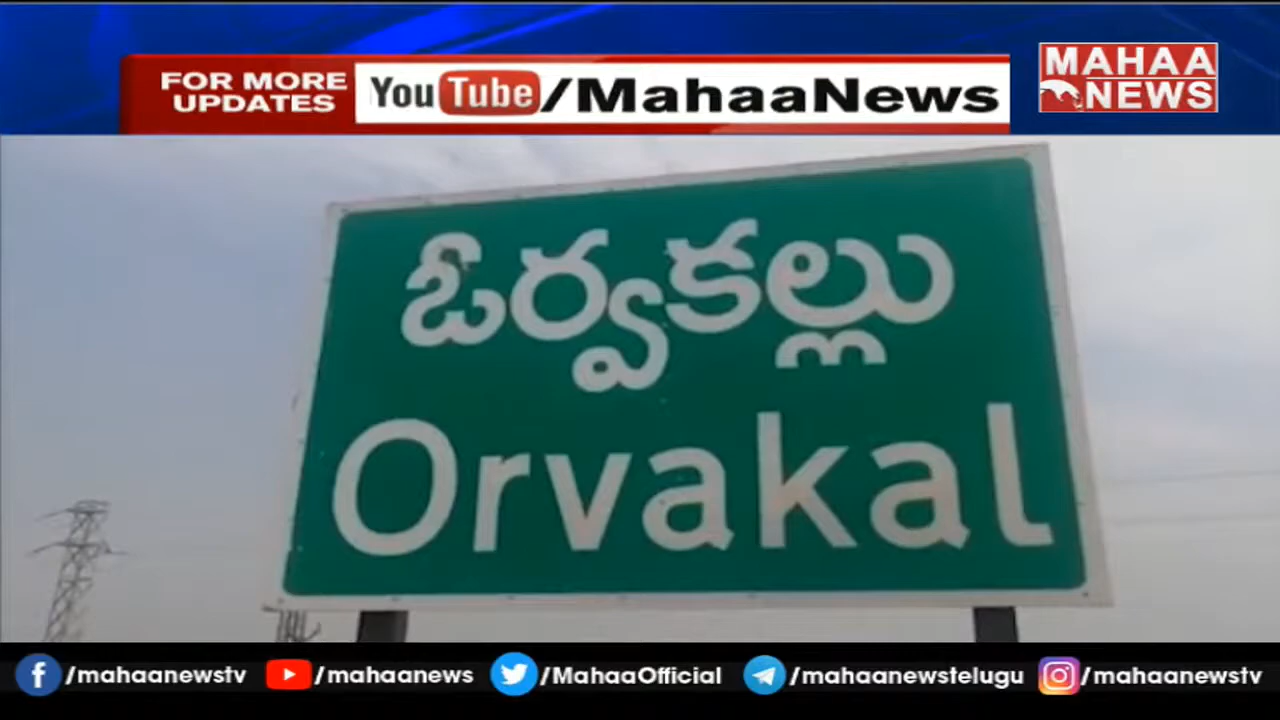 FOR MORE
UPDATES
YouTube/MahaaNews
MAHAA
NEWS
ఓర్వకల్లు
Orvakal
/mahaanewstv
/mahaanews
/MahaaOfficial
/mahaanewstelugu
/mahaanewstv